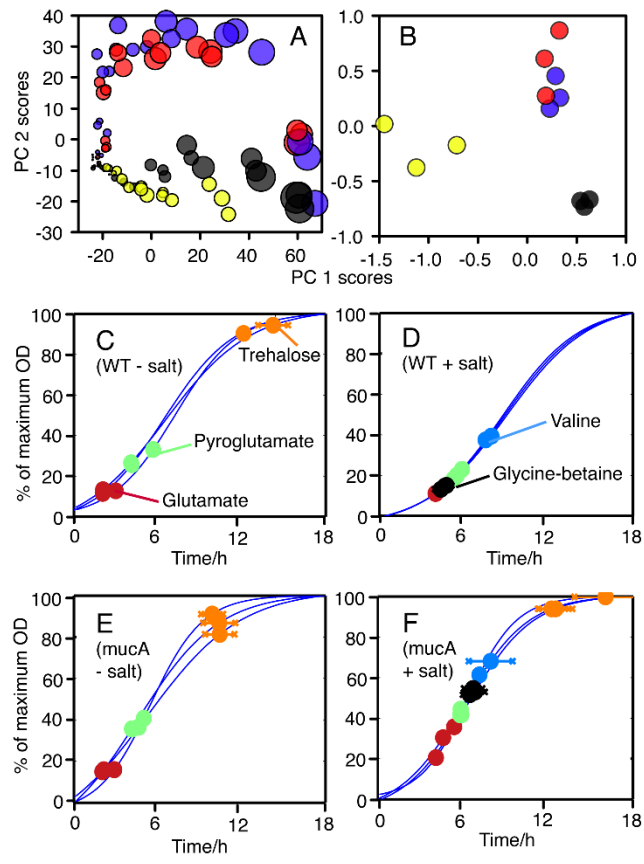 A
B
PC 2 scores
40
30
20
10
0
-10
-20
-30
-20 0 20 40 60
1.0
0.5
0.0
-0.5
-1.0
-1.5 -1.0 -0.5 0.0 0.5 1.0
PC 1 scores
C
(WT - salt)
Trehalose
Pyroglutamate
Glutamate
% of maximum OD
100
80
60
40
20
0
0 6 12 18
Time/h
D
(WT + salt)
Valine
Glycine-betaine
100
80
60
40
20
0
0 6 12 18
Time/h
E
(mucA
- salt)
% of maximum OD
100
80
60
40
20
0
0 6 12 18
Time/h
F
(mucA
+ salt)
100
80
60
40
20
0
0 6 12 18
Time/h